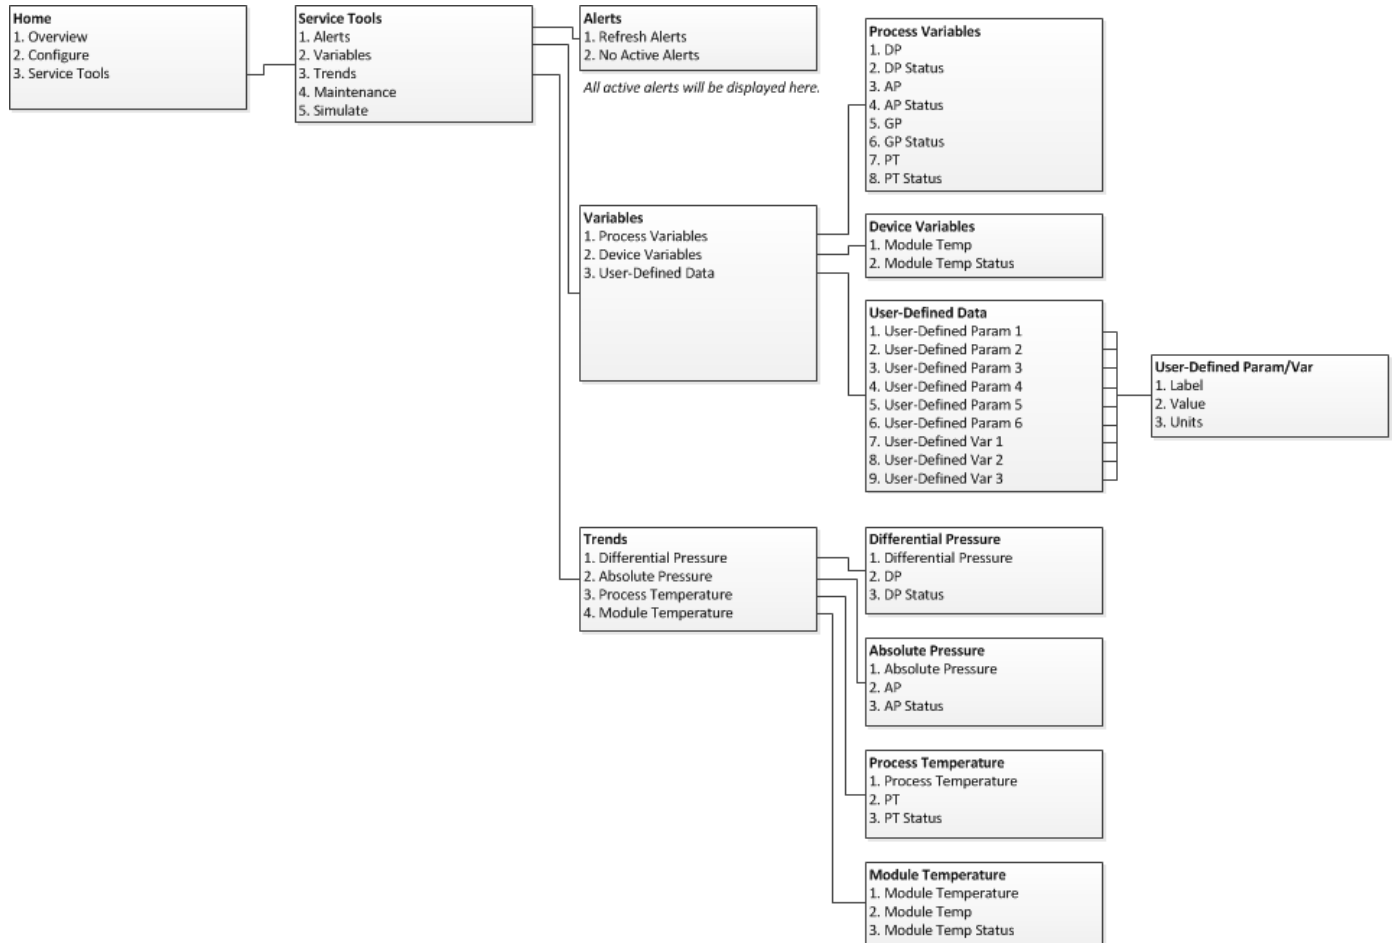 Home
1. Overview
2. Configure
3. Service Tools
Service Tools
1. Alerts
2. Variables
3. Trends
4. Maintenance
5. Simulate
Alerts
1. Refresh Alerts
2. No Active Alerts
All active alerts will be displayed here.
Variables
1. Process Variables
2. Device Variables
3. User-Defined Data
Trends
1. Differential Pressure
2. Absolute Pressure
3. Process Temperature
4. Module Temperature
Process Variables
1. DP
2. DP Status
3. AP
4. AP Status
5. GP
6. GP Status
7. PT
8. PT Status
Device Variables
1. Module Temp
2. Module Temp Status
User-Defined Data
1. User-Defined Param 1
2. User-Defined Param 2
3. User-Defined Param 3
4. User-Defined Param 4
5. User-Defined Param 5
6. User-Defined Param 6
7. User-Defined Var 1
8. User-Defined Var 2
9. User-Defined Var 3
User-Defined Param/Var
1. Label
2. Value
3. Units
Differential Pressure
1. Differential Pressure
2. DP
3. DP Status
Absolute Pressure
1. Absolute Pressure
2. AP
3. AP Status
Process Temperature
1. Process Temperature
2. PT
3. PT Status
Module Temperature
1. Module Temperature
2. Module Temp
3. Module Temp Status